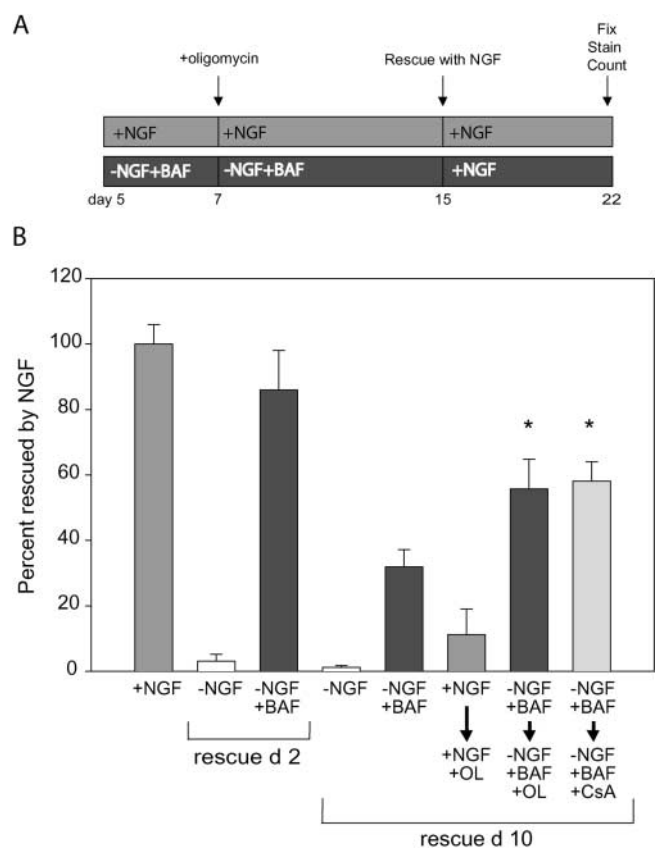 A
+oligomycin
Rescue with NGF
Fix
Stain
Count
+NGF
+NGF
+NGF
-NGF+BAF
-NGF+BAF
+NGF
day 5
7
15
22
B
Percent rescued by NGF
120
100
80
60
40
20
0
* *
+NGF -NGF -NGF -NGF -NGF +NGF -NGF -NGF
+BAF +BAF +BAF +BAF
rescue d 2
+NGF -NGF -NGF
+OL +BAF +BAF
+OL +CsA
rescue d 10